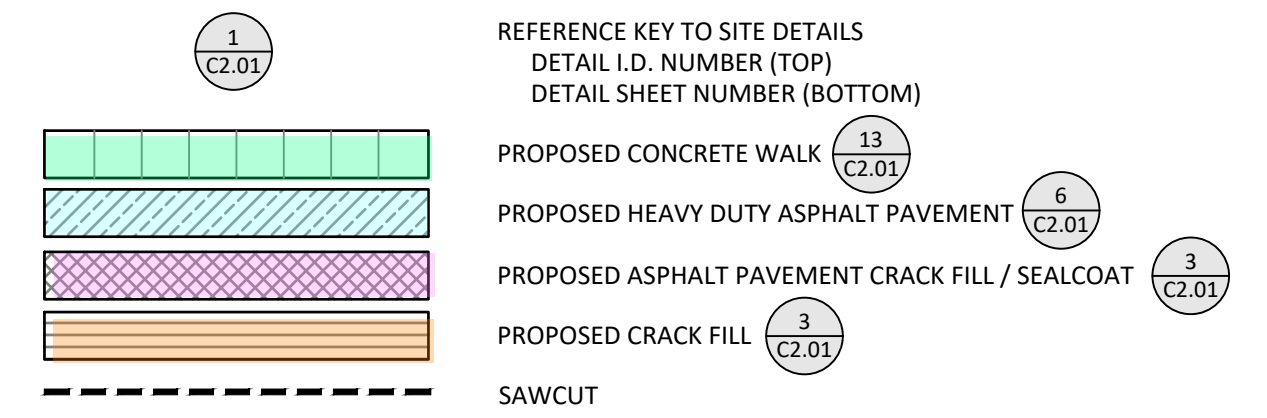 1
C2.01
REFERENCE KEY TO SITE DETAILS
DETAIL I.D. NUMBER (TOP)
DETAIL SHEET NUMBER (BOTTOM)
PROPOSED CONCRETE WALK
13
C2.01
PROPOSED HEAVY DUTY ASPHALT PAVEMENT
6
C2.01
PROPOSED ASPHALT PAVEMENT CRACK FILL / SEALCOAT
3
C2.01
PROPOSED CRACK FILL
3
C2.01
SAWCUT